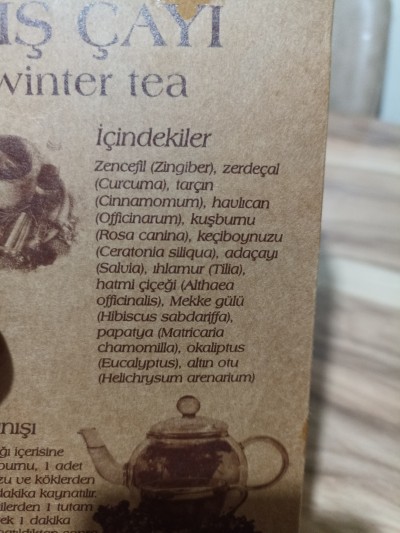 IŞ ÇAYI
winter tea
İçindekiler
Zencefil (Zingiber), zerdeçal
(Curcuma), tarçın
(Cinnamomum), havlıcan
(Officinarum), kuşburnu
(Rosa canina), keçiboynuzu
(Ceratonia siliqua), adaçayı
(Salvia), ıhlamur (Tilia),
hatmi çiçeği (Althaea
officinalis), Mekke gülü
(Hibiscus sabdariffa),
papatya (Matricaria
chamomilla), okaliptus
(Eucalyptus), altın otu
(Helichrysum arenarium)
nışı
ğı içerisine
burnu, 1 adet
zu ve köklerden
dakika kaynatılır.
ilerden 1 tutam
ek 1 dakika